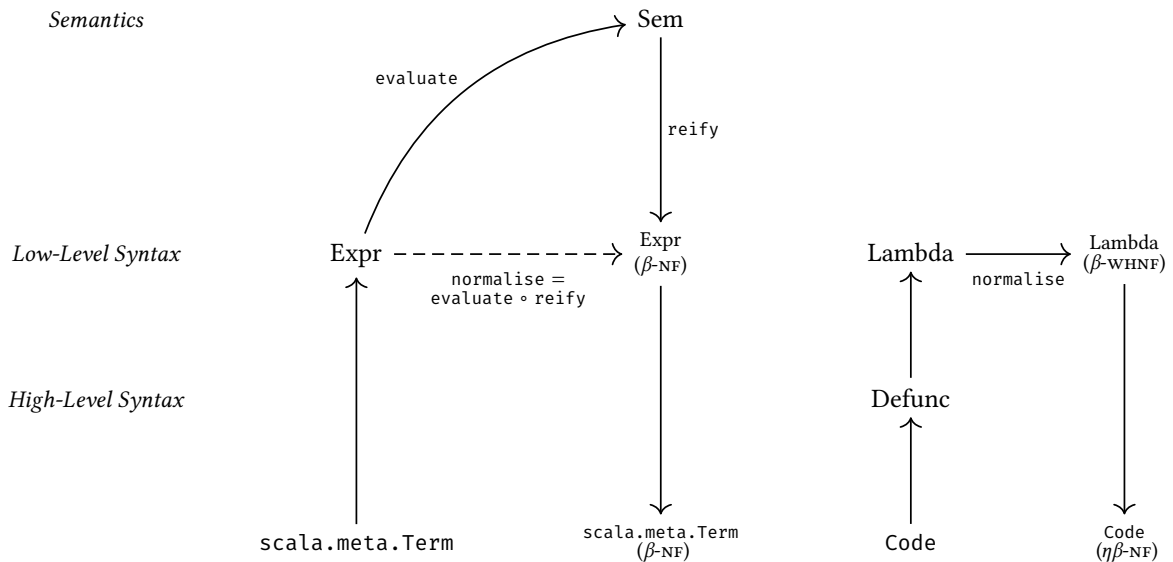 Semantics
Sem
evaluate
reify
Low-Level Syntax
Expr
Expr
(β-NF)
Lambda
Lambda
(β-WHNF)
normalise =
evaluate ∘ reify
normalise
High-Level Syntax
Defunc
scala.meta.Term
scala.meta.Term
(β-NF)
Code
Code
(ηβ-NF)